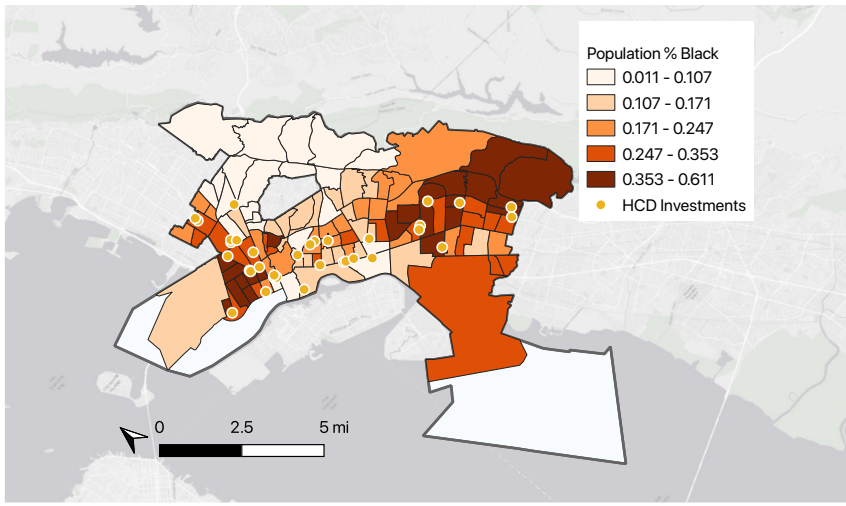 Population % Black
0.011 - 0.107
0.107 - 0.171
0.171 - 0.247
0.247 - 0.353
0.353 - 0.611
HCD Investments
0 2.5 5 mi